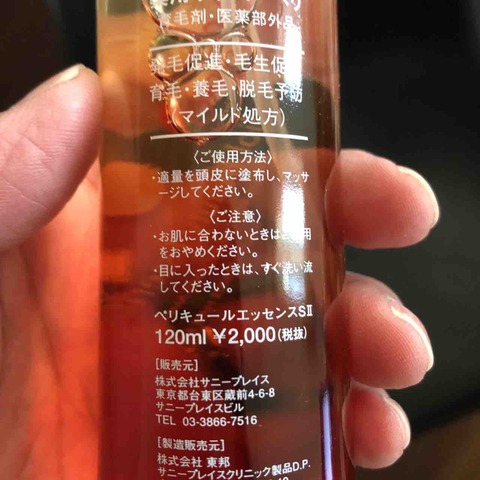 育毛剤・医薬部外品
発毛促進・毛生促
育毛・養毛・脱毛予防
(マイルド処方)
〈ご使用方法〉
・適量を頭皮に塗布し、マッサ
ージしてください。
〈ご注意〉
・お肌に合わないときはご使用
をおやめください。
・目に入ったときは、すぐ洗い流
してください。
ペリキュールエッセンスSⅡ
120ml ¥2,000(税抜)
[販売元]
株式会社サニープレイス
東京都台東区蔵前4-6-8
サニープレイスビル
TEL 03-3866-7516
[製造販売元]
株式会社 東邦
サニープレイスクリニック製品D.P.